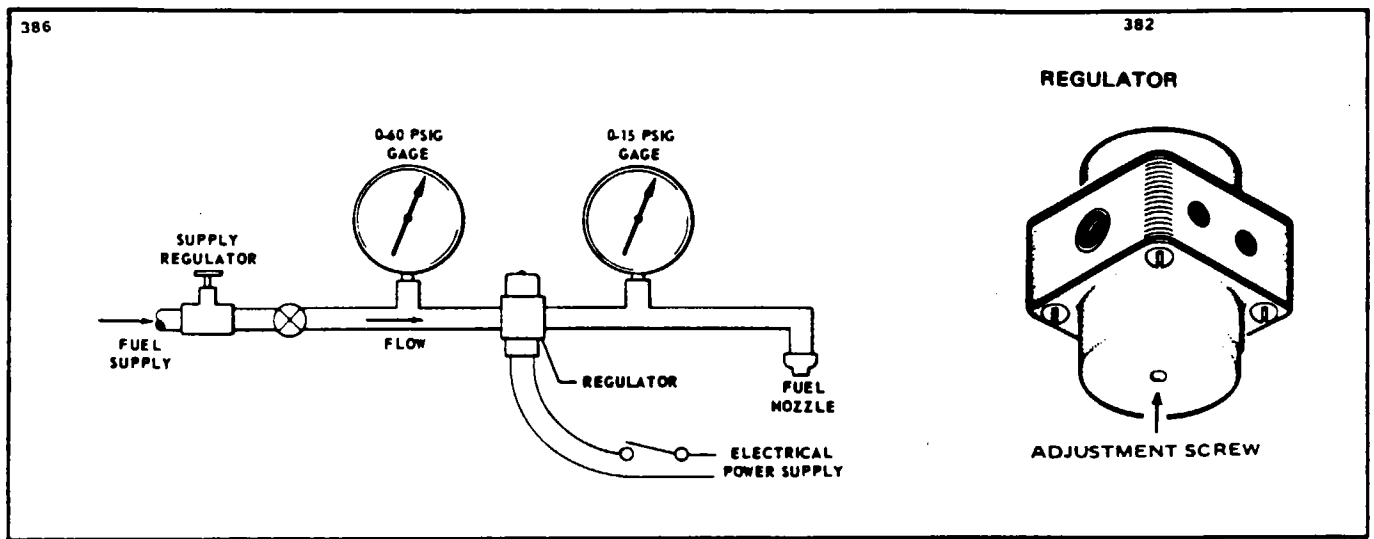 386
382
REGULATOR
0-60 PSIG
GAGE
0-15 PSIG
GAGE
SUPPLY
REGULATOR
FUEL
SUPPLY
FLOW
REGULATOR
FUEL
NOZZLE
ELECTRICAL
POWER SUPPLY
ADJUSTMENT SCREW